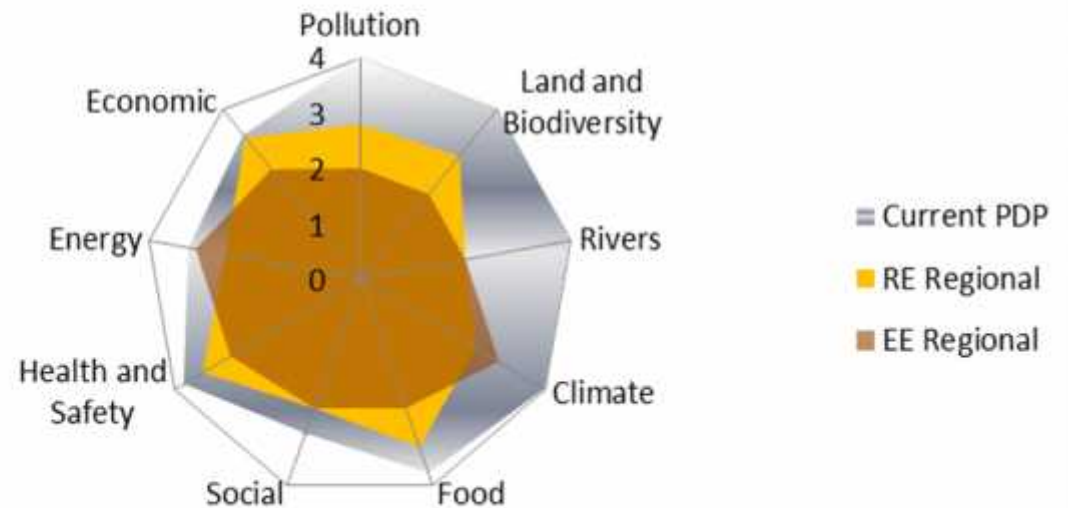 Pollution
4
3
2
1
0
Land and
Biodiversity
Rivers
Climate
Food
Social
Health and
Safety
Energy
Economic
Current PDP
RE Regional
EE Regional